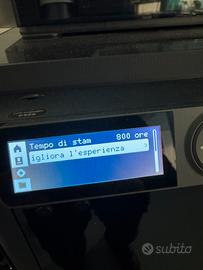 Tempo di stam 800 ore
igliora l'esperienza >
subito